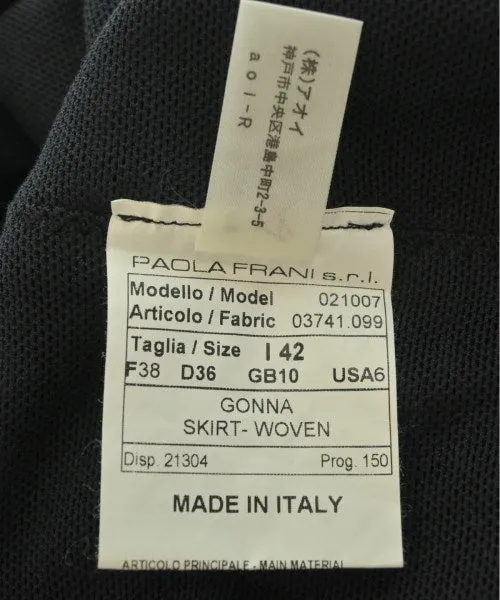 (株)アオイ
神戸市中央区港島中町2-3-5
aoi-R
PAOLA FRANI s.r.l.
Modello / Model 021007
Articolo / Fabric 03741.099
Taglia / Size I 42
F38 D36 GB10 USA6
GONNA
SKIRT- WOVEN
Disp. 21304 Prog. 150
MADE IN ITALY
ARTICOLO PRINCIPALE - MAIN MATERIAL